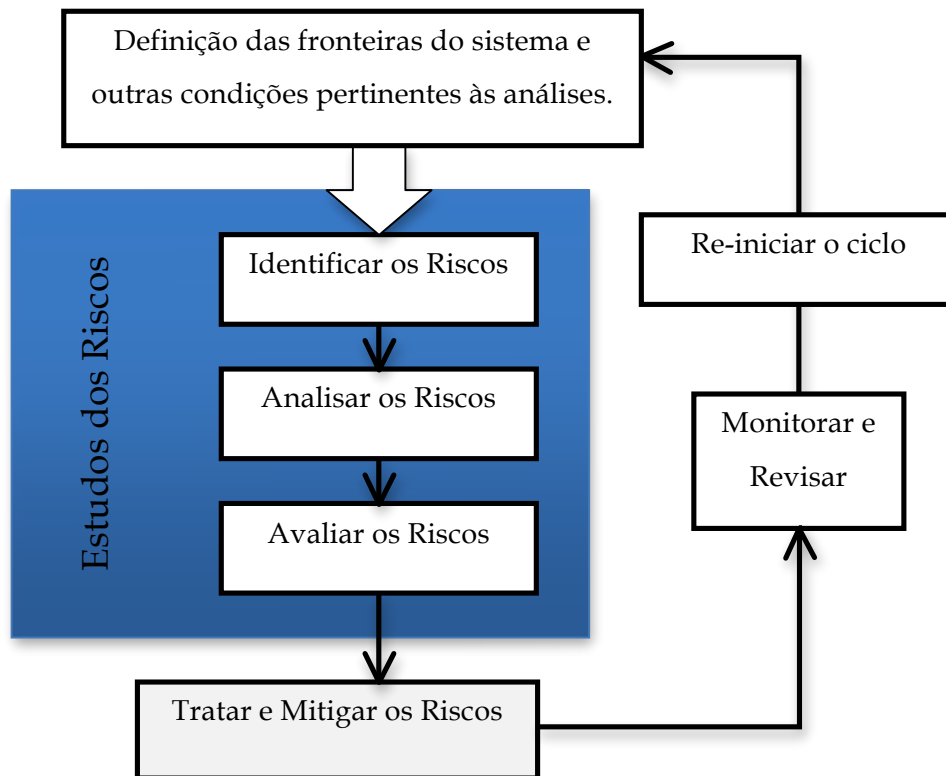 Definição das fronteiras do sistema e
outras condições pertinentes às análises.
Estudos dos Riscos
Identificar os Riscos
Analisar os Riscos
Avaliar os Riscos
Tratar e Mitigar os Riscos
Monitorar e
Revisar
Re-iniciar o ciclo